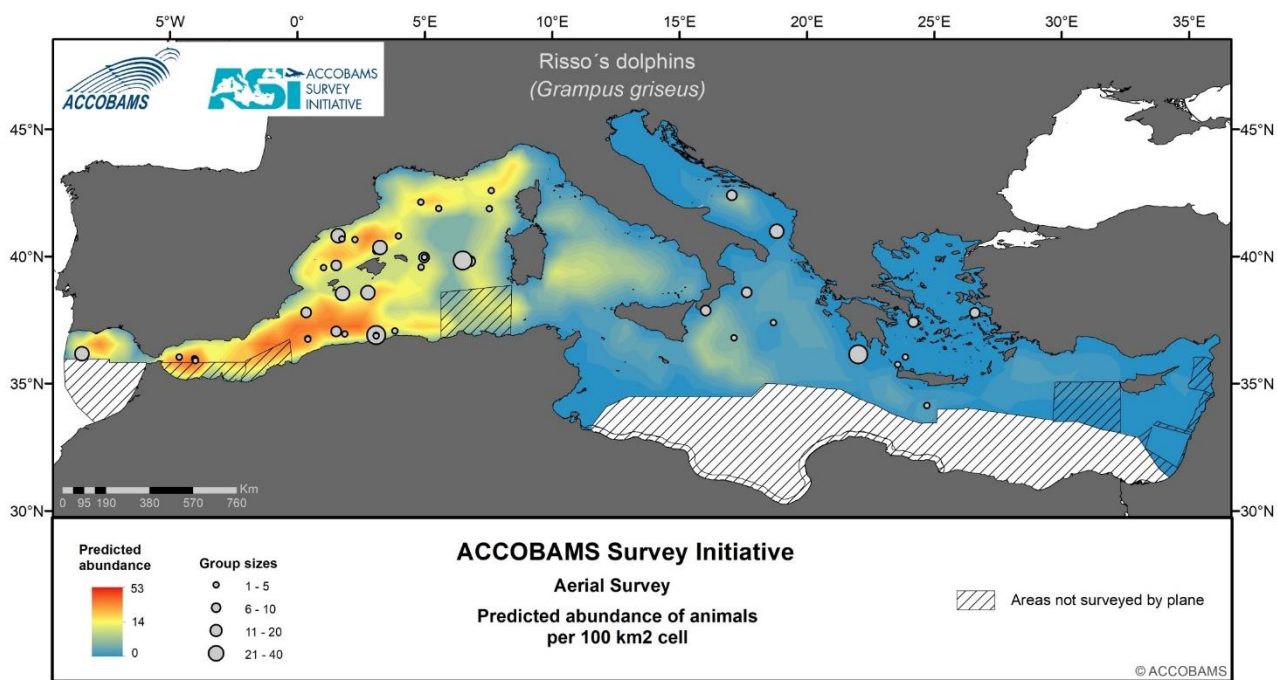 5°W 0° 5°E 10°E 15°E 20°E 25°E 30°E 35°E
ACCOBAMS
ASI
ACCOBAMS
SURVEY
INITIATIVE
Risso´s dolphins
(Grampus griseus)
45°N 45°N
40°N 40°N
35°N 35°N
30°N 30°N
Km
0 95 190 380 570 760
Predicted
abundance
53
14
0
Group sizes
1 - 5
6 - 10
11 - 20
21 - 40
ACCOBAMS Survey Initiative
Aerial Survey
Predicted abundance of animals
per 100 km2 cell
Areas not surveyed by plane
© ACCOBAMS